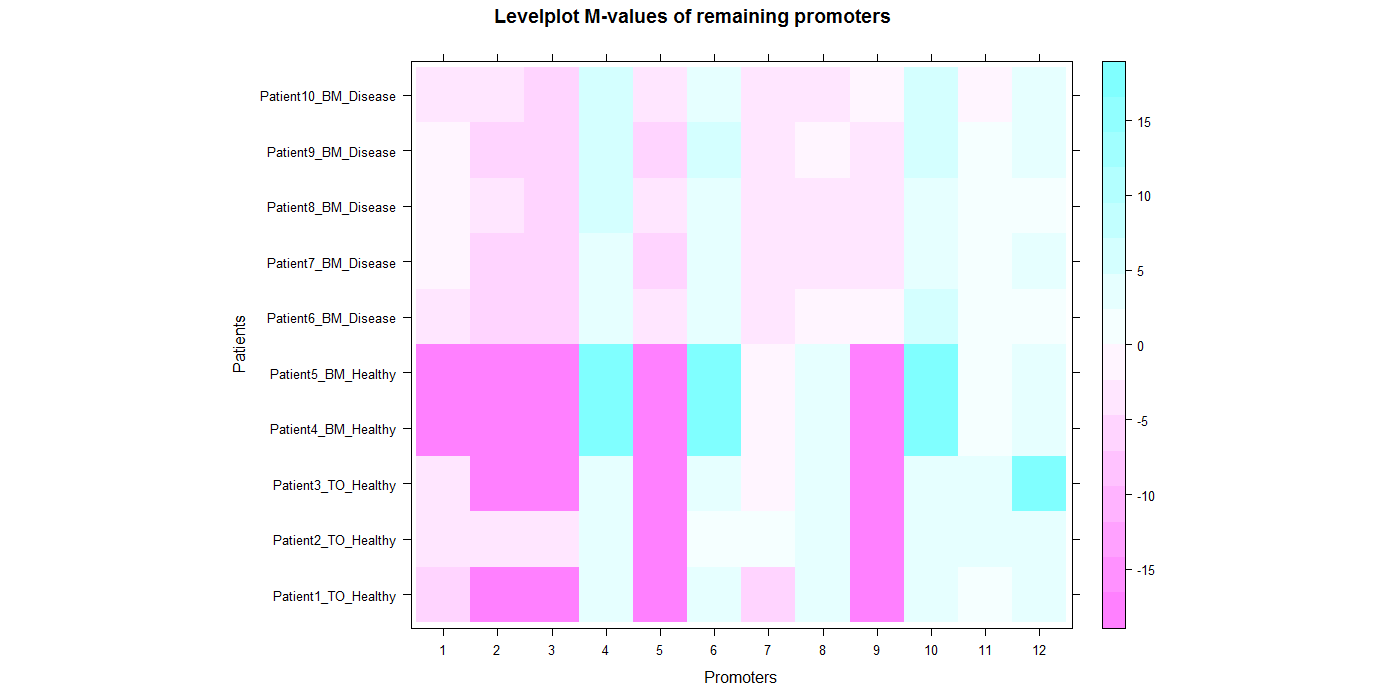 Levelplot M-values of remaining promoters
Patient10_BM_Disease
Patient9_BM_Disease
Patient8_BM_Disease
Patient7_BM_Disease
Patient6_BM_Disease
Patient5_BM_Healthy
Patient4_BM_Healthy
Patient3_TO_Healthy
Patient2_TO_Healthy
Patient1_TO_Healthy
Patients
1 2 3 4 5 6 7 8 9 10 11 12
Promoters
15
10
5
0
-5
-10
-15